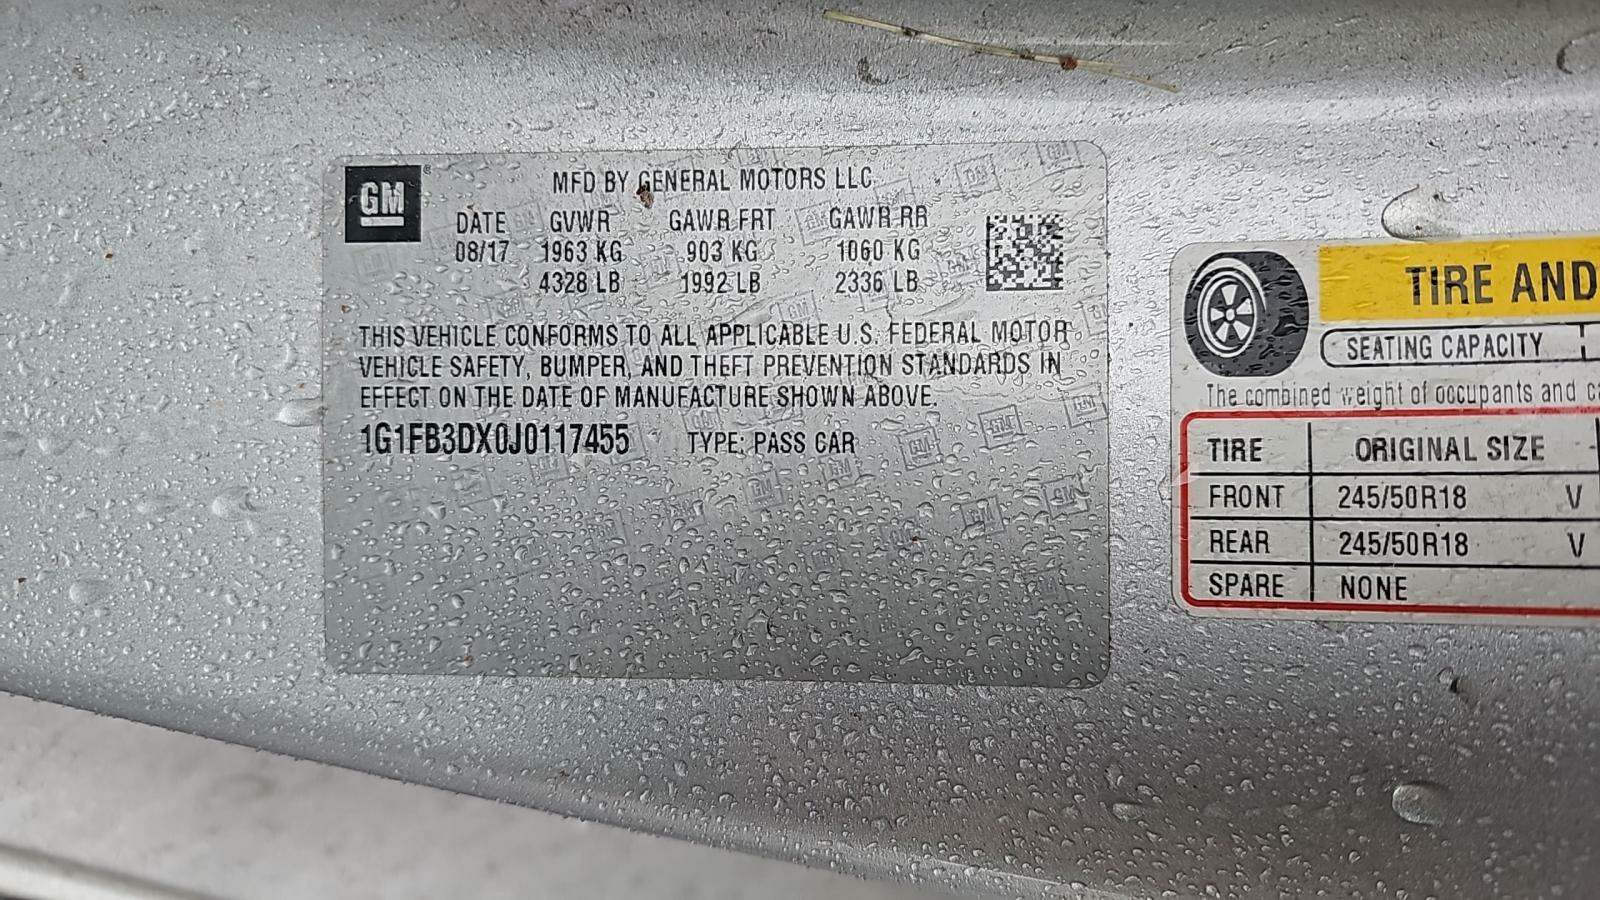 GM
MFD BY GENERAL MOTORS LLC
DATE GVWR GAWR FRT GAWR RR
08/17 1963 KG 903 KG 1060 KG
4328 LB 1992 LB 2336 LB
THIS VEHICLE CONFORMS TO ALL APPLICABLE U.S. FEDERAL MOTOR
VEHICLE SAFETY, BUMPER, AND THEFT PREVENTION STANDARDS IN
EFFECT ON THE DATE OF MANUFACTURE SHOWN ABOVE.
1G1FB3DX0J0117455 TYPE: PASS CAR
TIRE AND
SEATING CAPACITY
The combined weight of occupants and
TIRE ORIGINAL SIZE
FRONT 245/50R18 V
REAR 245/50R18 V
SPARE NONE